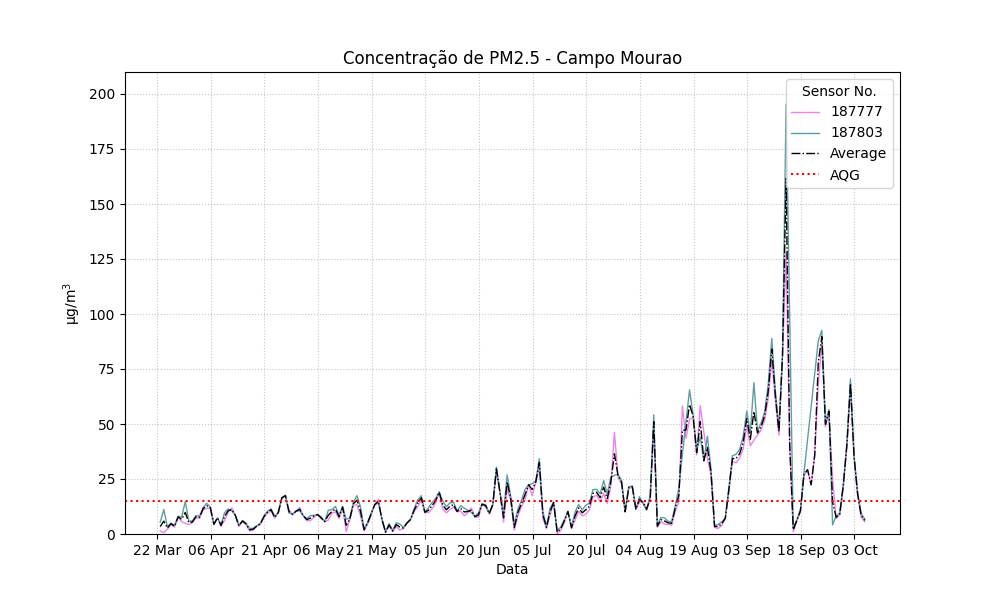 Concentração de PM2.5 - Campo Mourao
Sensor No.
187777
187803
Average
AQG
200
175
150
125
100
75
50
25
0
µg/m³
22 Mar 06 Apr 21 Apr 06 May 21 May 05 Jun 20 Jun 05 Jul 20 Jul 04 Aug 19 Aug 03 Sep 18 Sep 03 Oct
Data